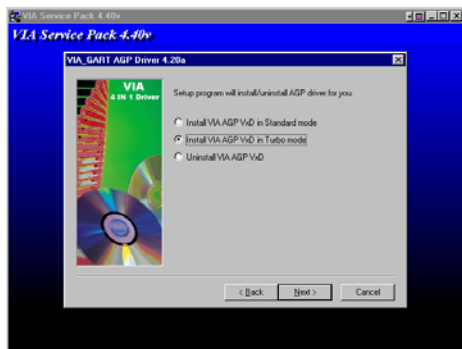 VIA Service Pack 4.40v
VIA Service Pack 4.40v
VIA_GART AGP Driver 4.20a
VIA
4 IN 1 Driver
Setup program will install/uninstall AGP driver for you.
Install VIA AGP VxD in Standard mode
Install VIA AGP VxD in Turbo mode
Uninstall VIA AGP VxD
< Back
Next >
Cancel